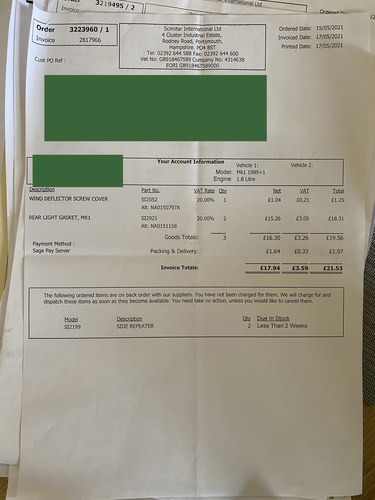 3219495 / 2
Order 3223960 / 1
Invoice 2817966
Scimitar International Ltd
4 Cluster Industrial Estate,
Rodney Road, Portsmouth,
Hampshire, PO4 8ST
Tel: 02392 644 588 Fax: 02392 644 600
Vat No: GB918467589 Company No: 4314638
EORI GB918467589000
Ordered Date: 15/05/2021
Invoiced Date: 17/05/2021
Printed Date: 17/05/2021
Cust PO Ref :
Your Account Information
Vehicle 1: Vehicle 2:
Model: Mk1 1989>1
Engine: 1.8 Litre
Description Part No. VAT Rate Qty Net VAT Total
WIND DEFLECTOR SCREW COVER SI2052 20.00% 1 £1.04 £0.21 £1.25
Alt: NA01S0797A
REAR LIGHT GASKET, MK1 SI2921 20.00% 2 £15.26 £3.05 £18.31
Alt: NA0151158
Goods Totals: 3 £16.30 £3.26 £19.56
Payment Method :
Sage Pay Server
Packing & Delivery: £1.64 £0.33 £1.97
Invoice Totals: £17.94 £3.59 £21.53
The following ordered items are on back order with our suppliers. You have not been charged for them. We will charge for and
dispatch these items as soon as they become available. You need take no action, unless you would like to cancel them.
Model Description Qty Due In Stock
SI2199 SIDE REPEATER 2 Less Than 2 Weeks